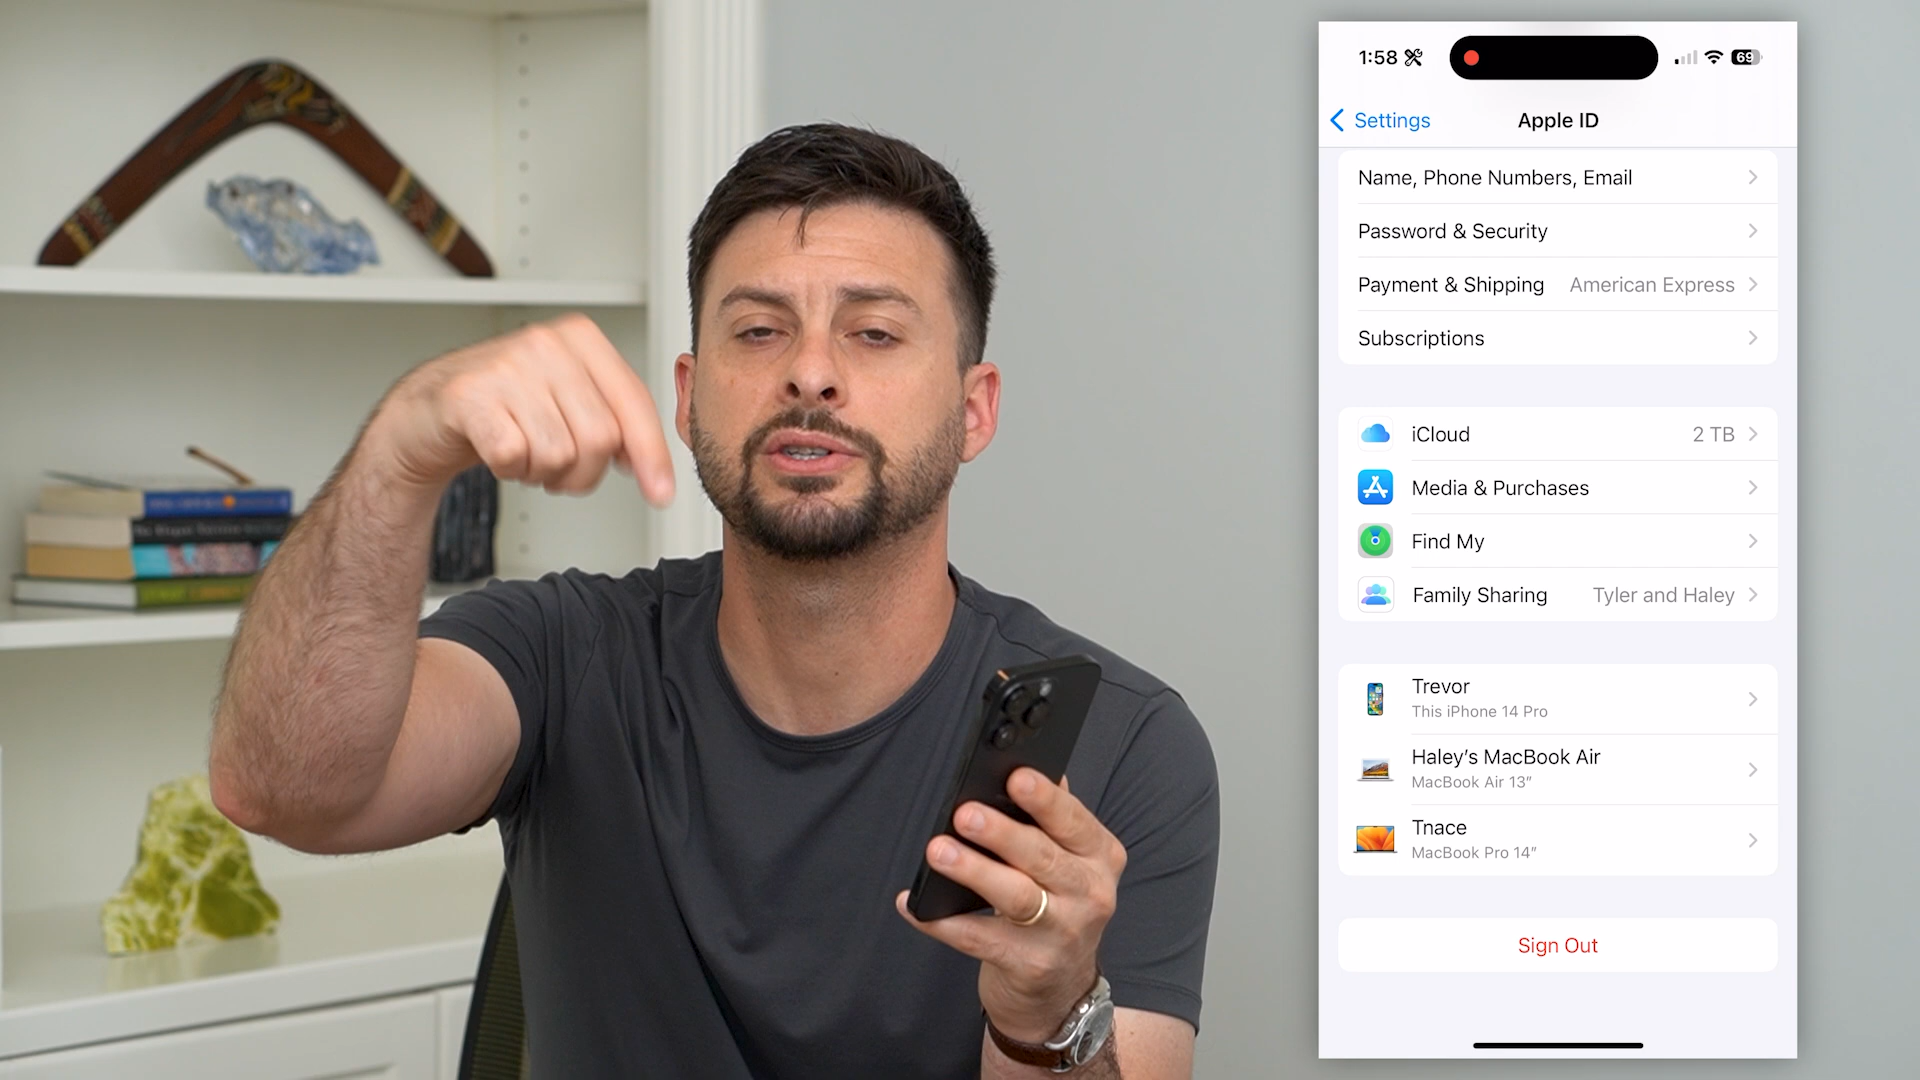 1:58
69
Settings
Apple ID
Name, Phone Numbers, Email
Password & Security
Payment & Shipping American Express
Subscriptions
iCloud 2 TB
Media & Purchases
Find My
Family Sharing Tyler and Haley
Trevor
This iPhone 14 Pro
Haley's MacBook Air
MacBook Air 13"
Tnace
MacBook Pro 14"
Sign Out